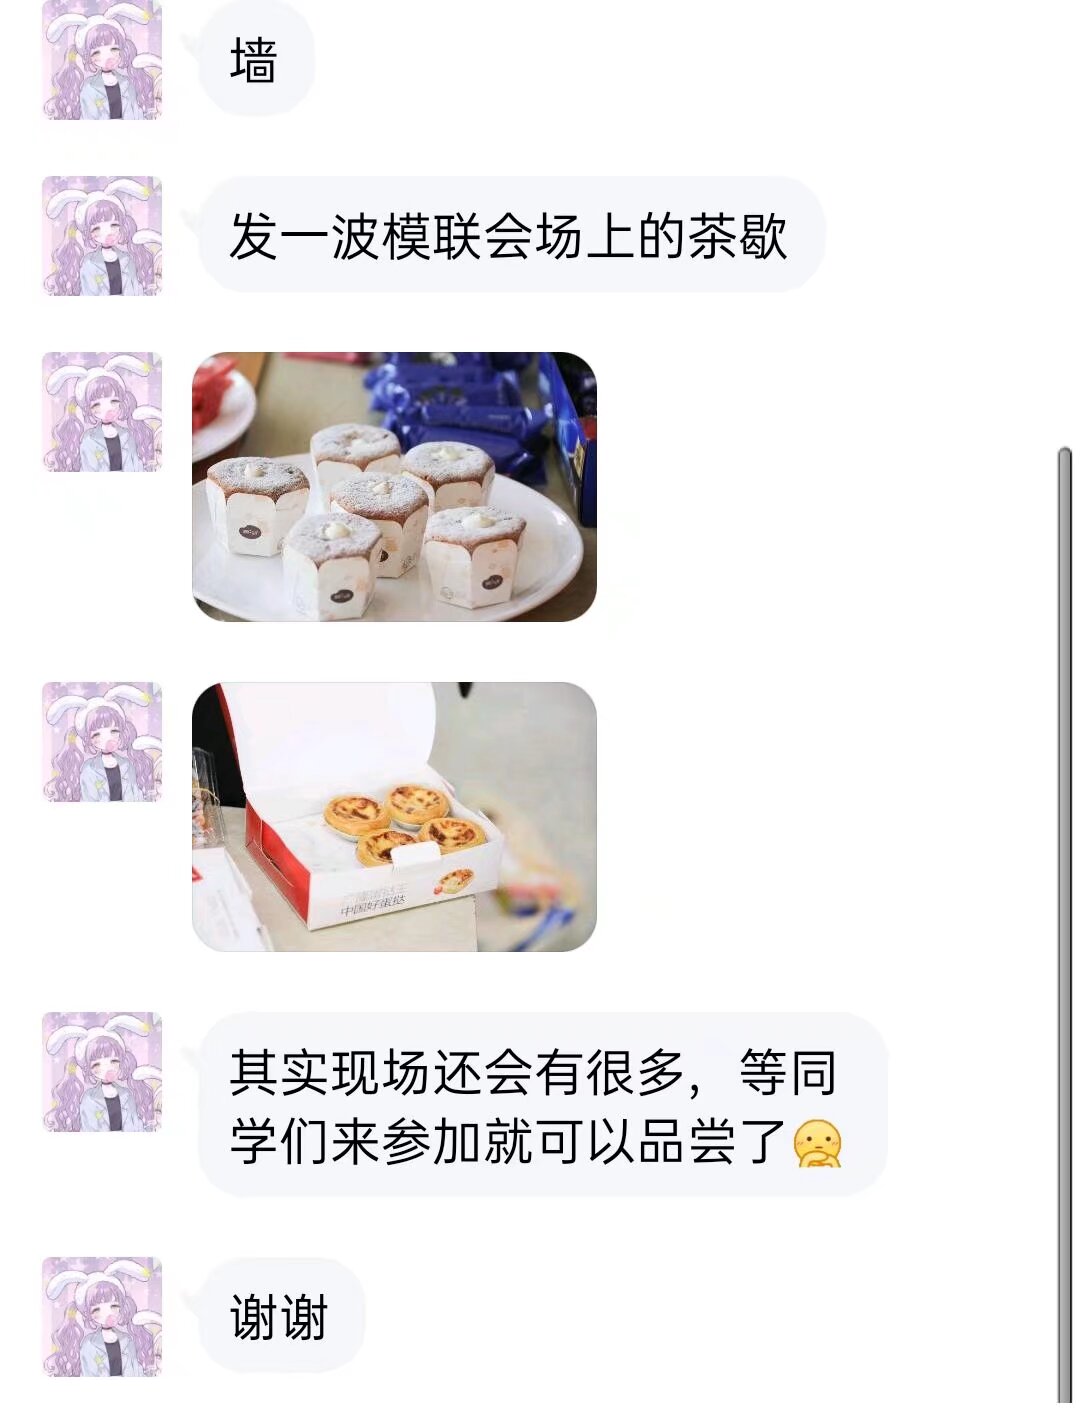 墙
发一波模联会场上的茶歇
中国好蛋挞
其实现场还会有很多，等同
学们来参加就可以品尝了
谢谢